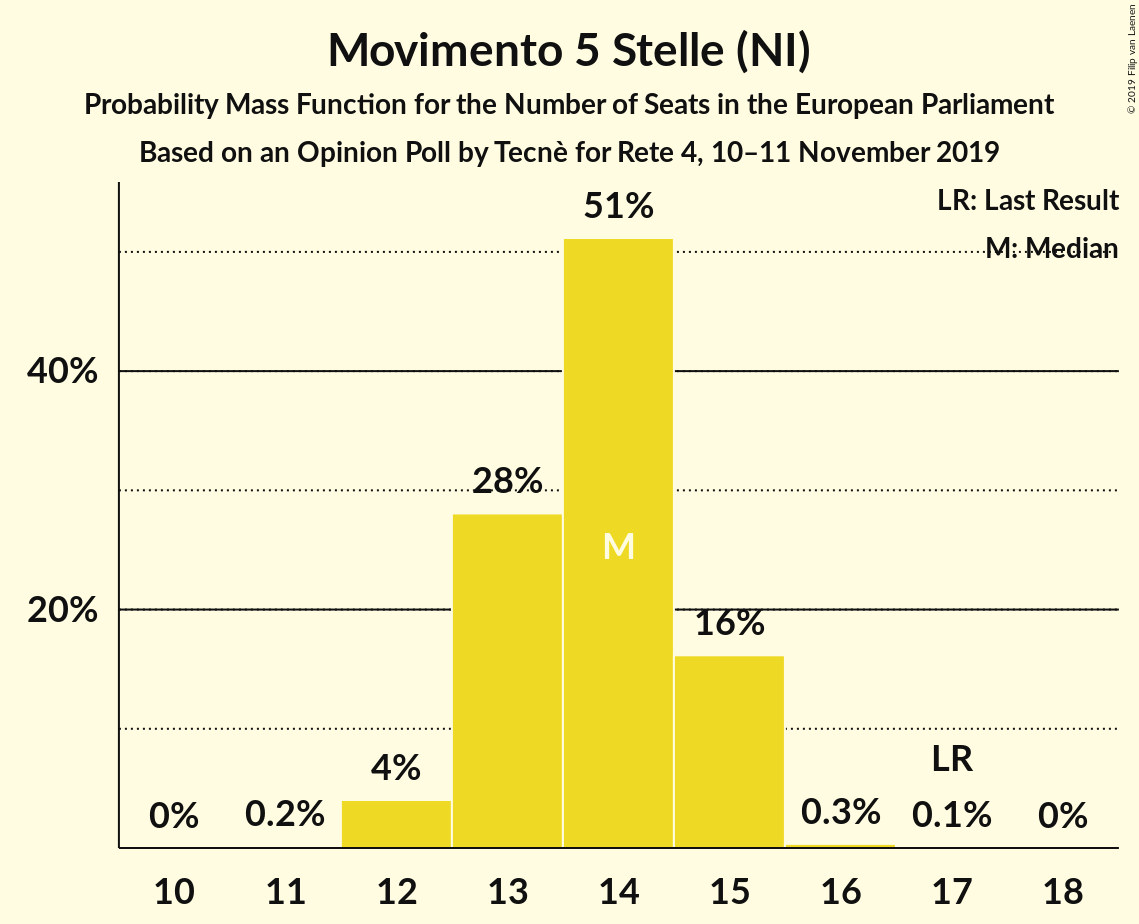 Movimento 5 Stelle (NI)
Probability Mass Function for the Number of Seats in the European Parliament
Based on an Opinion Poll by Tecnè for Rete 4, 10–11 November 2019
© 2019 Filip van Laenen
LR: Last Result
M: Median
51%
40%
28%
M
20%
16%
4%
LR
0%
0.2%
0.3%
0.1%
0%
10 11 12 13 14 15 16 17 18